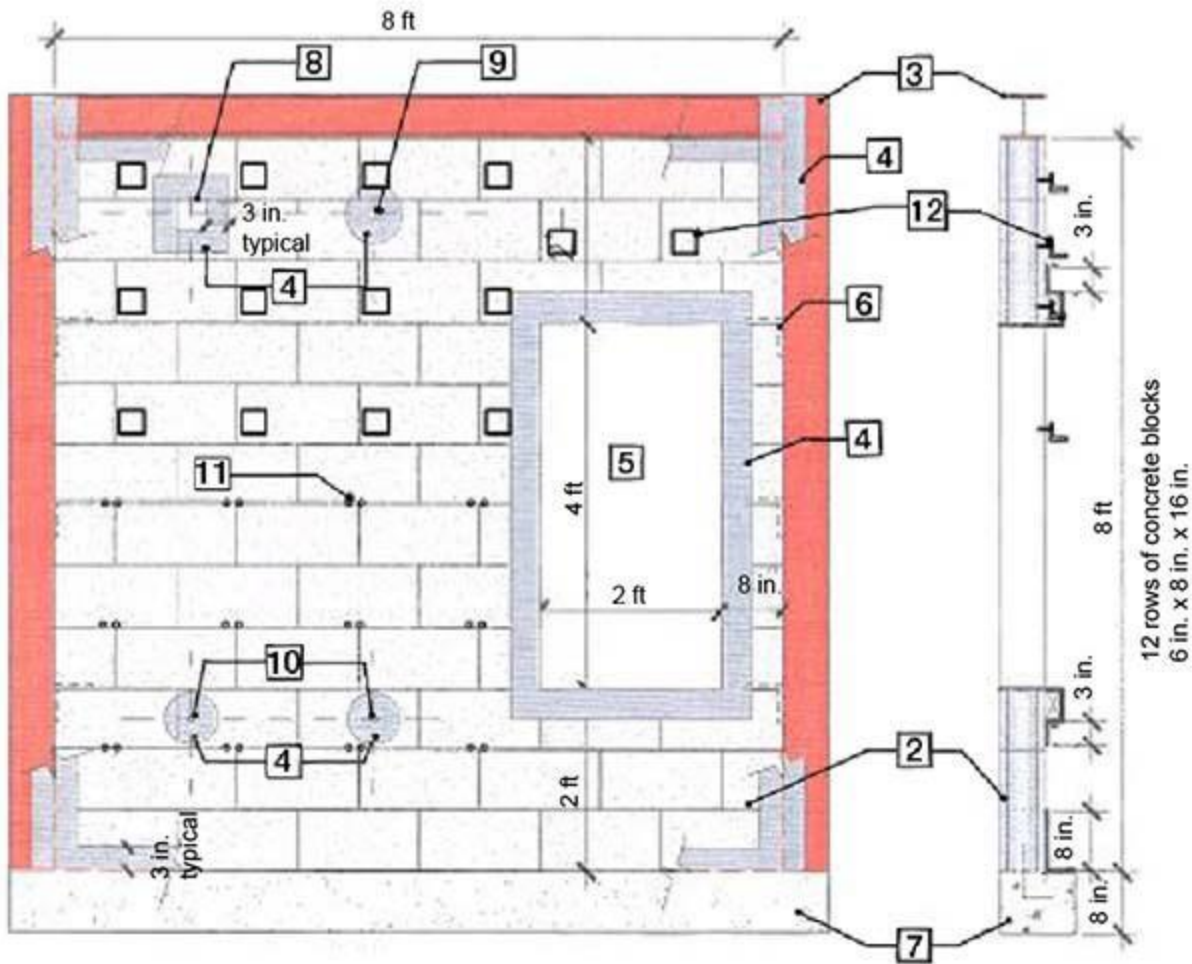 8 ft
8
9
3
4
12
3 in.
typical
3 in.
4
6
4
5
11
4 ft
8 ft
12 rows of concrete blocks
6 in. x 8 in. x 16 in.
2 ft
8 in.
10
3 in.
4
2
2 ft
3 in.
typical
8 in.
8 in.
7